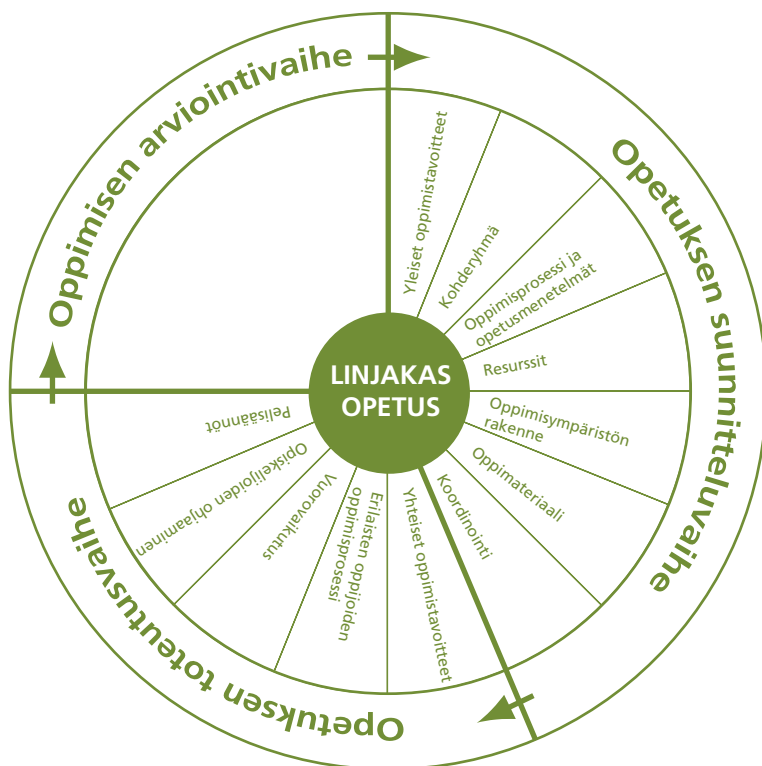 Oppimisen arviointivaihe
Opetuksen suunnitteluvaihe
Opetuksen toteutusvaihe
LINJAKAS
OPETUS
Yleiset oppimistavoitteet
Kohderyhmä
Oppimisprosessi ja
opetusmenetelmät
Resurssit
Oppimisympäristön
rakenne
Oppimateriaali
Koordinointi
Yhteiset oppimistavoitteet
Erilaisten oppijoiden
oppimisprosessi
Vuorovaikutus
Opiskelijoiden ohjaaminen
Pelisäännöt